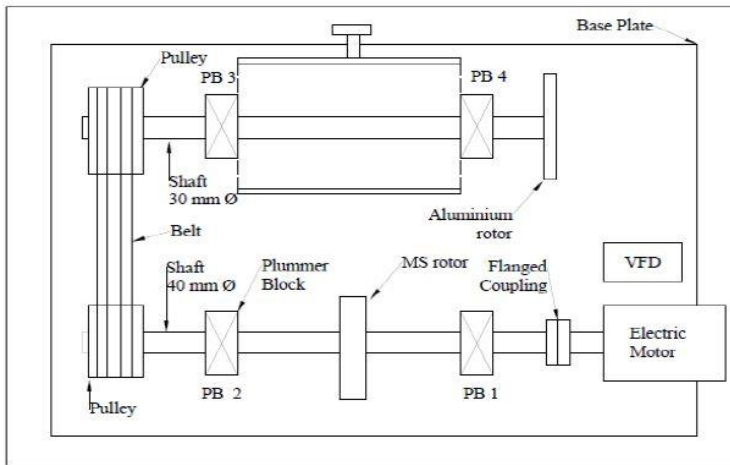 Base Plate
Pulley
PB 3
PB 4
Shaft
30 mm Ø
Aluminium
rotor
Belt
Shaft
40 mm Ø
Plummer
Block
MS rotor
Flanged
Coupling
VFD
Electric
Motor
PB 2
PB 1
Pulley